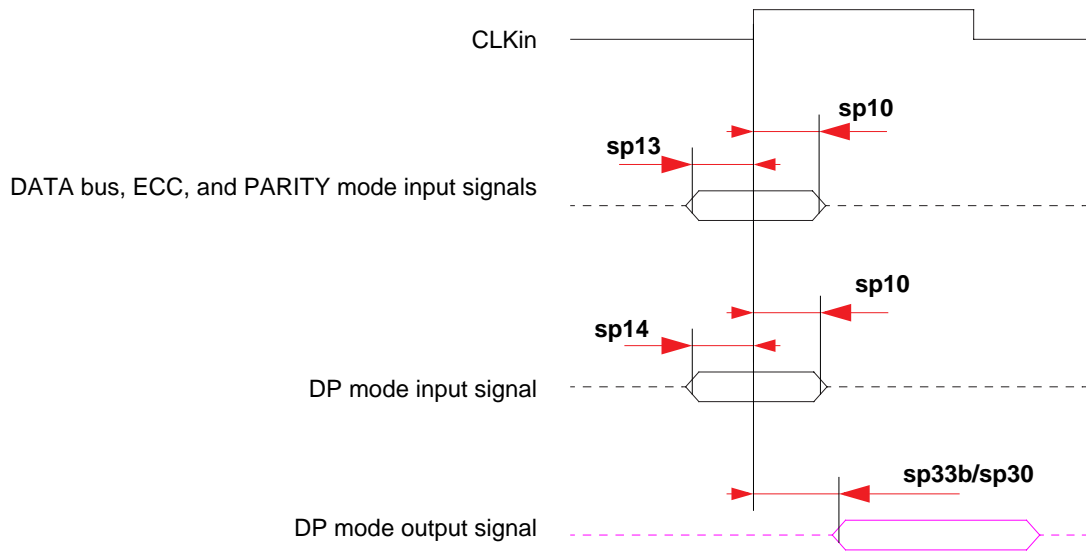 CLKin
sp10
sp13
DATA bus, ECC, and PARITY mode input signals
sp10
sp14
DP mode input signal
sp33b/sp30
DP mode output signal